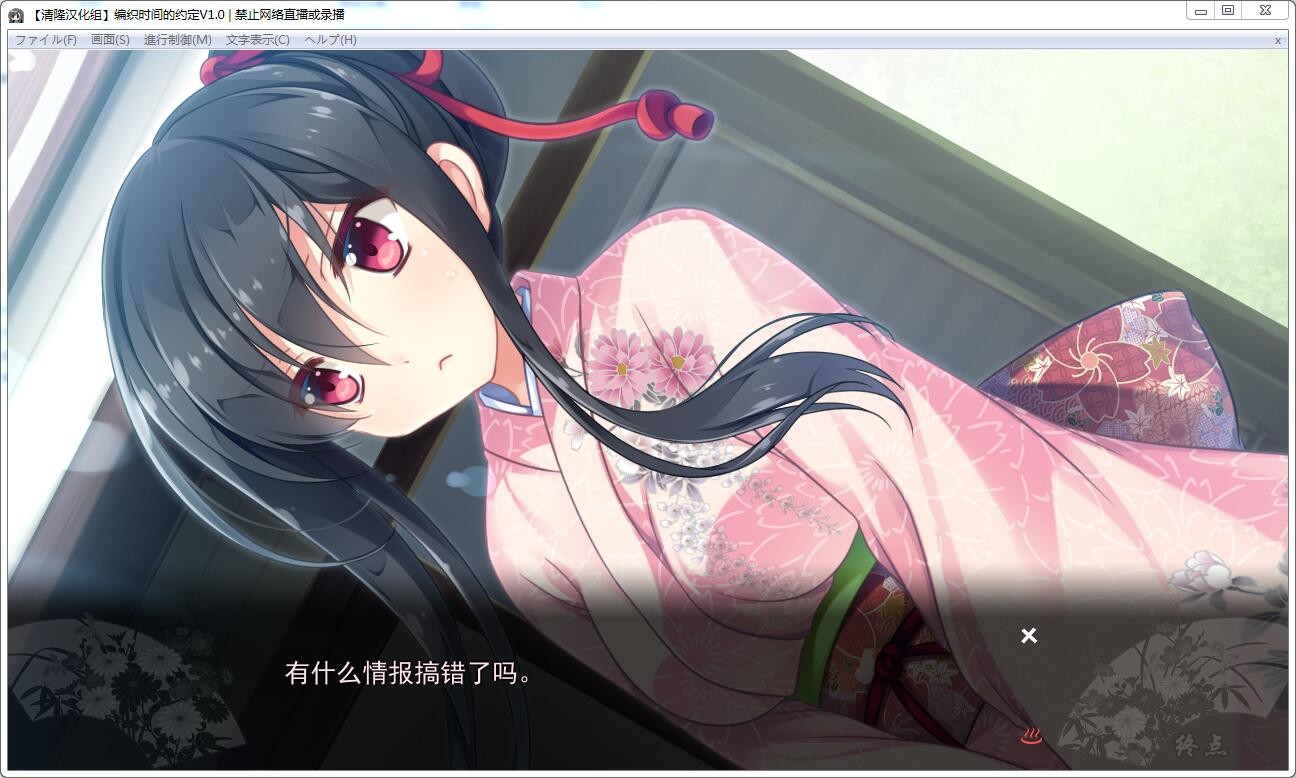 【清隆汉化组】编织时间的约定V1.0 | 禁止网络直播或录播
ファイル(F) 画面(S) 進行制御(M) 文字表示(C) ヘルプ(H) x
有什么情报搞错了吗。
终点